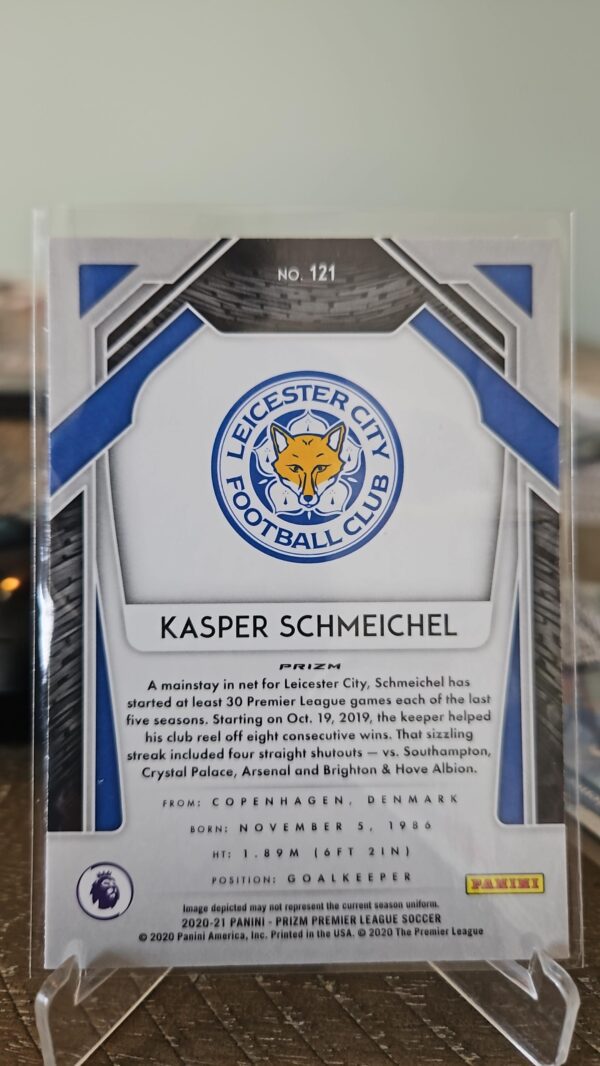 NO. 121
LEICESTER CITY
FOOTBALL CLUB
KASPER SCHMEICHEL
PRIZM
A mainstay in net for Leicester City, Schmeichel has
started at least 30 Premier League games each of the last
five seasons. Starting on Oct. 19, 2019, the keeper helped
his club reel off eight consecutive wins. That sizzling
streak included four straight shutouts — vs. Southampton,
Crystal Palace, Arsenal and Brighton & Hove Albion.
FROM: COPENHAGEN, DENMARK
BORN: NOVEMBER 5, 1986
HT: 1.89M (6FT 2IN)
POSITION: GOALKEEPER
PANINI
Image depicted may not represent the current season uniform.
2020-21 PANINI - PRIZM PREMIER LEAGUE SOCCER
© 2020 Panini America, Inc. Printed in the USA. © 2020 The Premier League